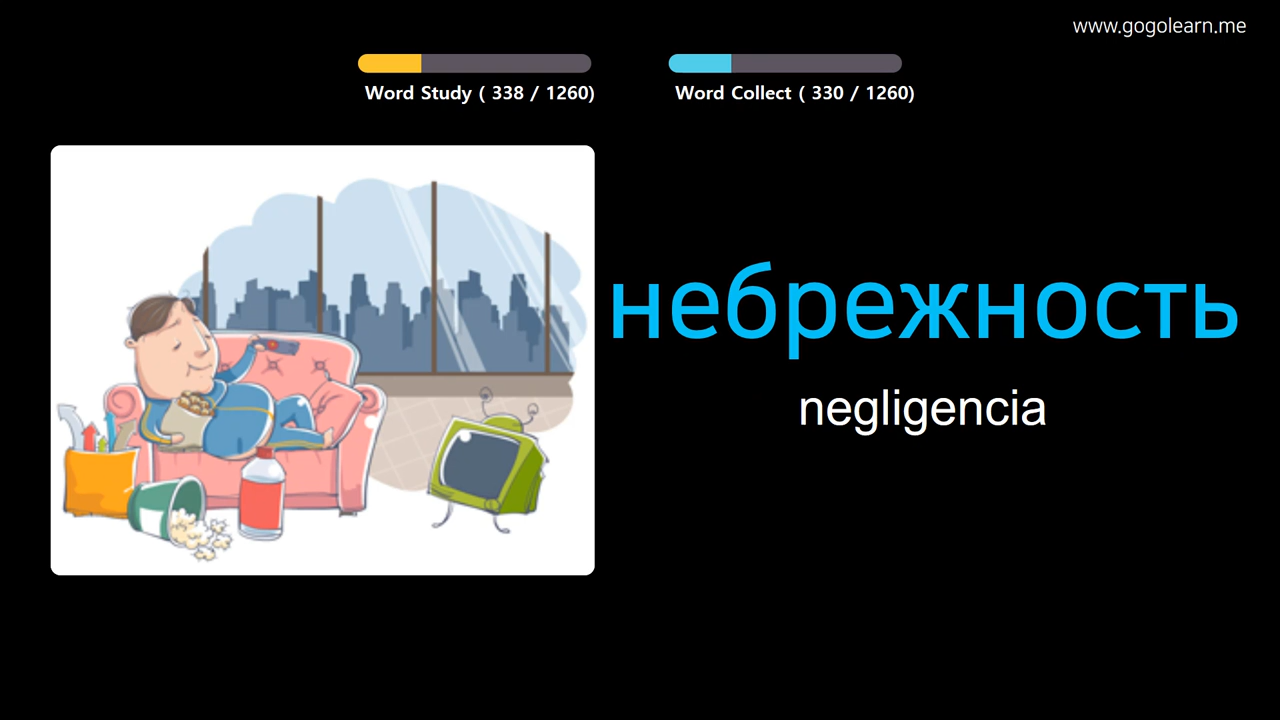 www.gogolearn.me
Word Study ( 338 / 1260)
Word Collect ( 330 / 1260)
небрежность
negligencia